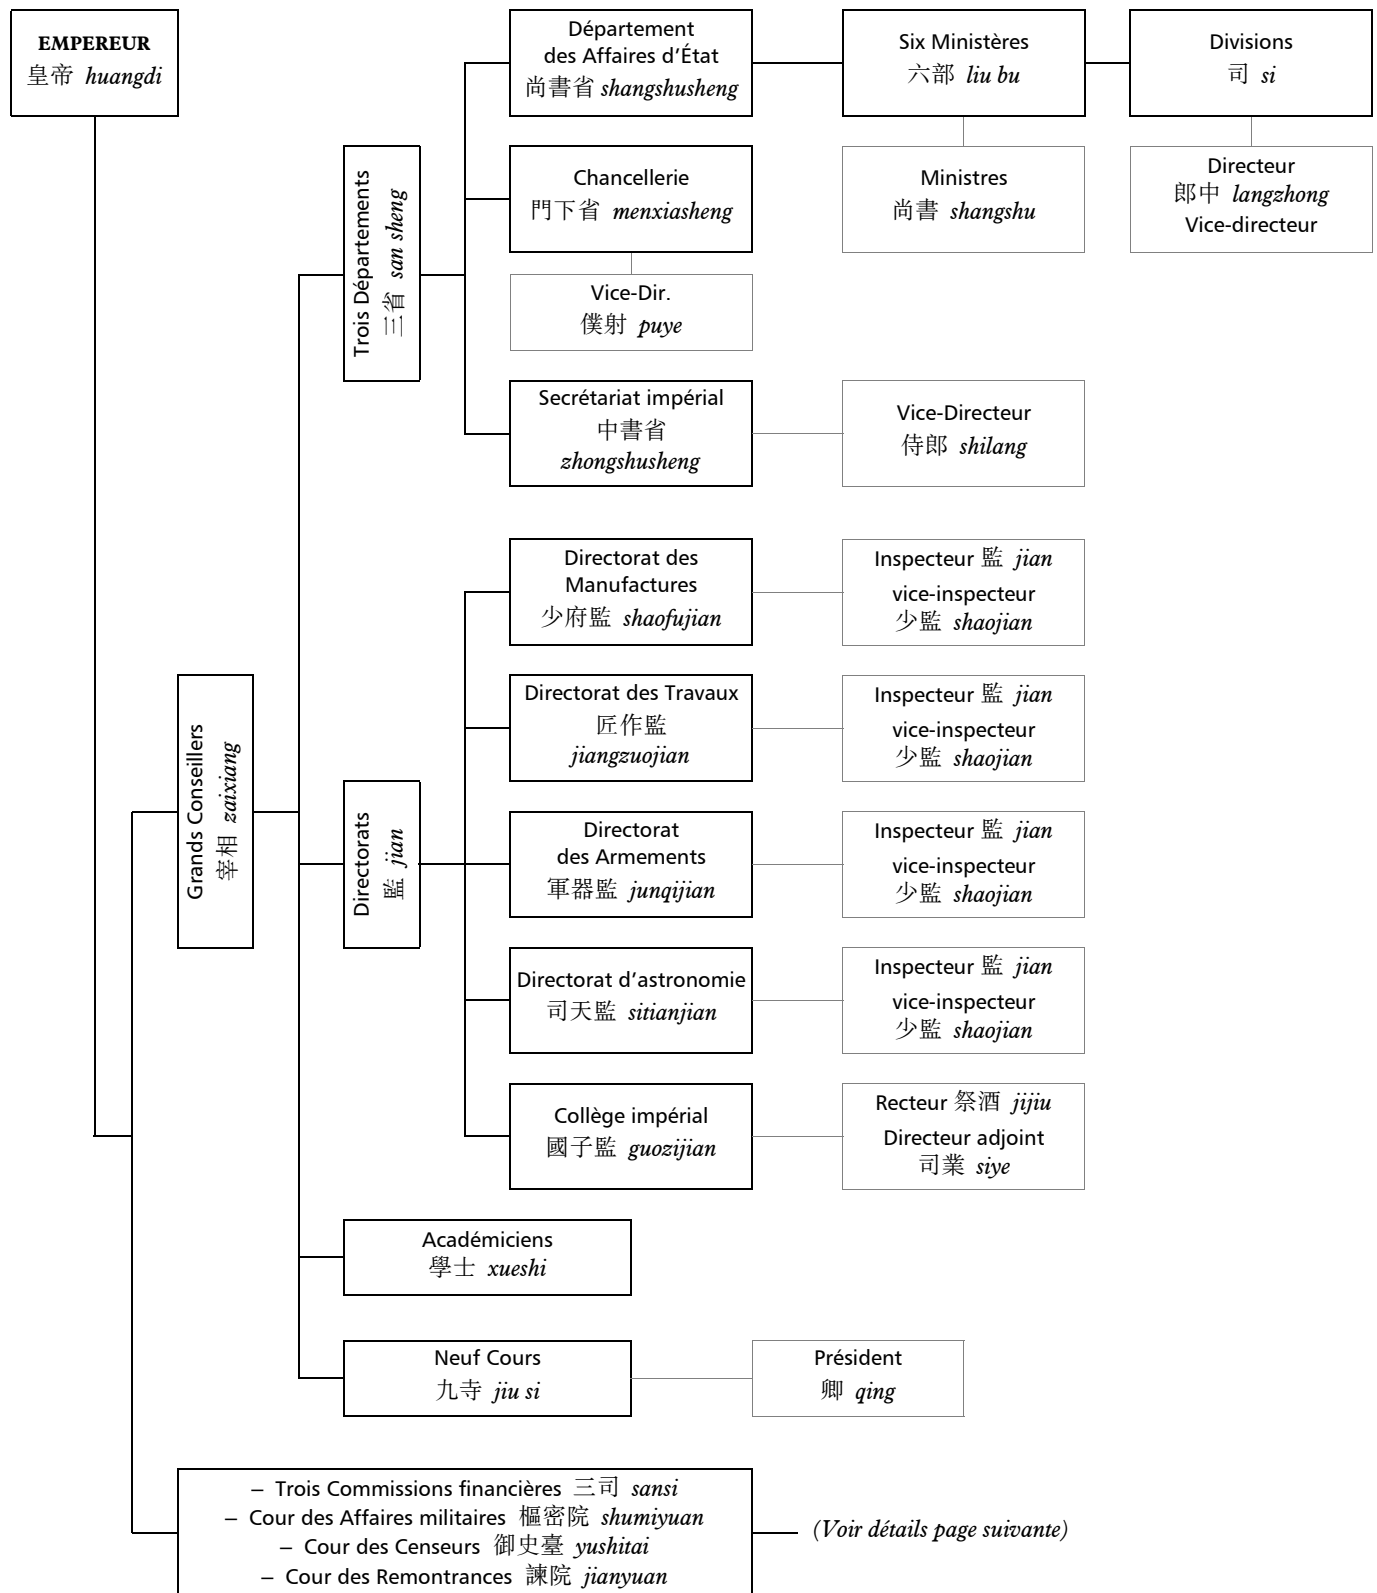 EMPEREUR
皇帝 huangdi
Département
des Affaires d'État
尚書省 shangshusheng
Six Ministères
六部 liu bu
Divisions
司 si
Trois Départements
三省 san sheng
Chancellerie
門下省 menxiasheng
Ministres
尚書 shangshu
Directeur
郎中 langzhong
Vice-directeur
Vice-Dir.
僕射 puye
Secrétariat impérial
中書省
zhongshusheng
Vice-Directeur
侍郎 shilang
Grands Conseillers
宰相 zaixiang
Directorats
監 jian
Directorat des
Manufactures
少府監 shaofujian
Inspecteur 監 jian
vice-inspecteur
少監 shaojian
Directorat des Travaux
匠作監
jiangzuojian
Inspecteur 監 jian
vice-inspecteur
少監 shaojian
Directorat
des Armements
軍器監 junqijian
Inspecteur 監 jian
vice-inspecteur
少監 shaojian
Directorat d'astronomie
司天監 sitianjian
Inspecteur 監 jian
vice-inspecteur
少監 shaojian
Collège impérial
國子監 guozijian
Recteur 祭酒 jijiu
Directeur adjoint
司業 siye
Académiciens
學士 xueshi
Neuf Cours
九寺 jiu si
Président
卿 qing
– Trois Commissions financières 三司 sansi
– Cour des Affaires militaires 樞密院 shumiyuan
– Cour des Censeurs 御史臺 yushitai
– Cour des Remontrances 諫院 jianyuan
(Voir détails page suivante)